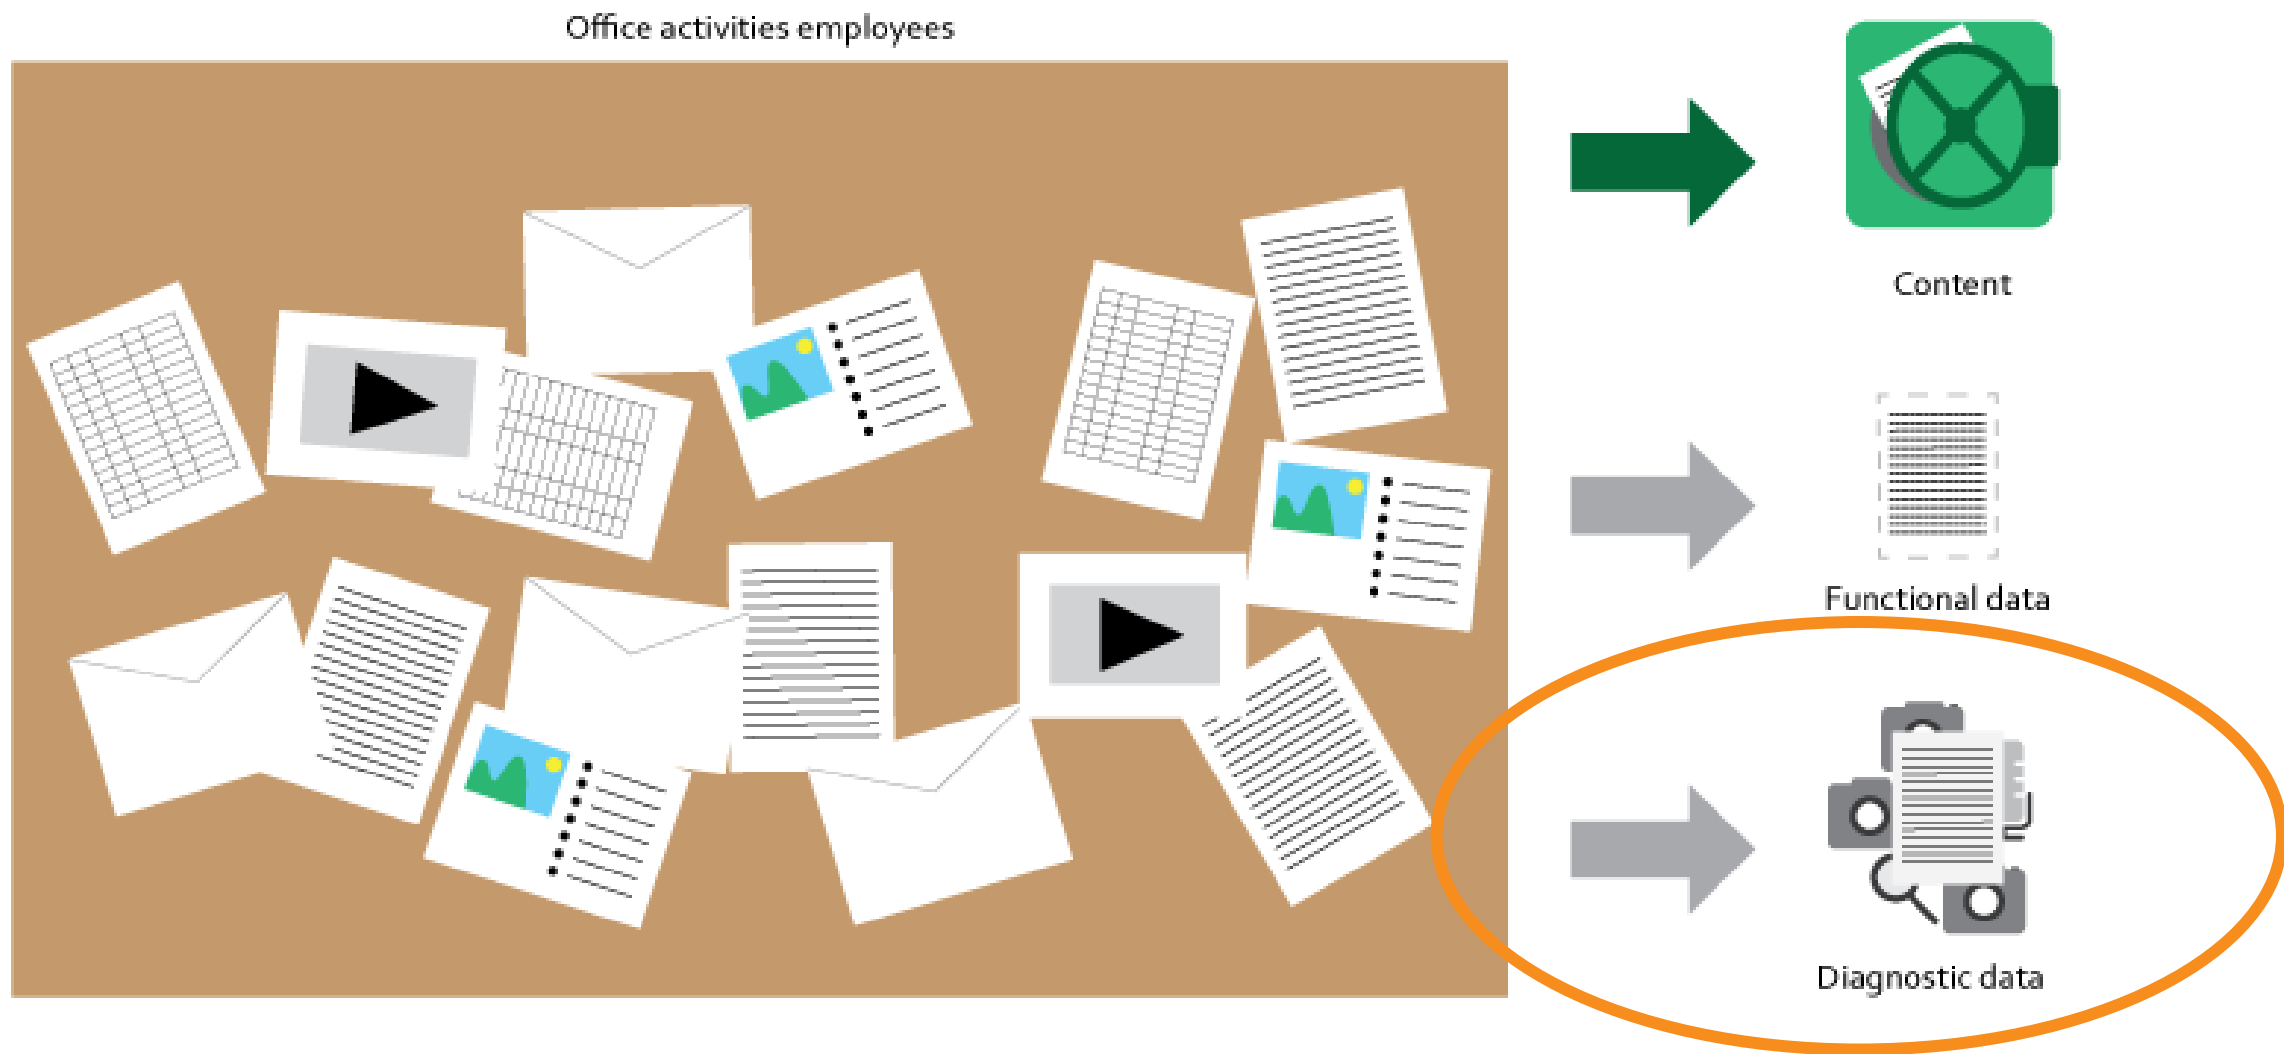 Office activities employees
Content
Functional data
Diagnostic data